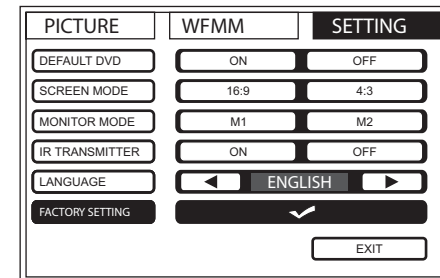 PICTURE WFMM SETTING
DEFAULT DVD ON OFF
SCREEN MODE 16:9 4:3
MONITOR MODE M1 M2
IR TRANSMITTER ON OFF
LANGUAGE ENGLISH
FACTORY SETTING
EXIT